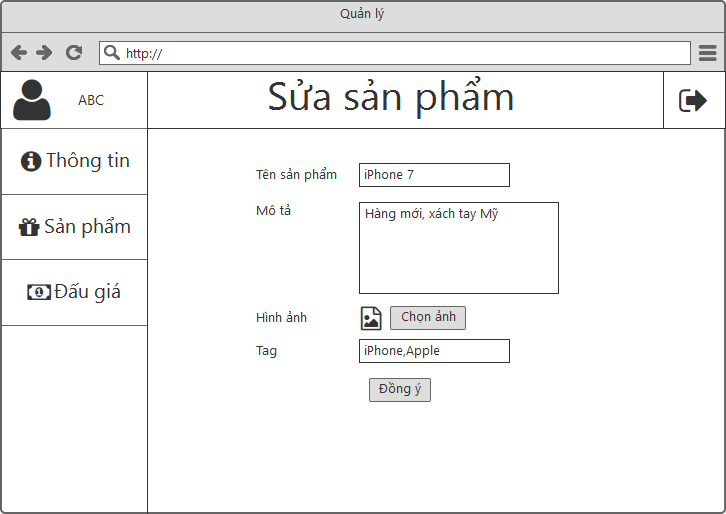 Quản lý
http://
ABC
Sửa sản phẩm
Thông tin
Sản phẩm
Đấu giá
Tên sản phẩm
iPhone 7
Mô tả
Hàng mới, xách tay Mỹ
Hình ảnh
Chọn ảnh
Tag
iPhone,Apple
Đồng ý